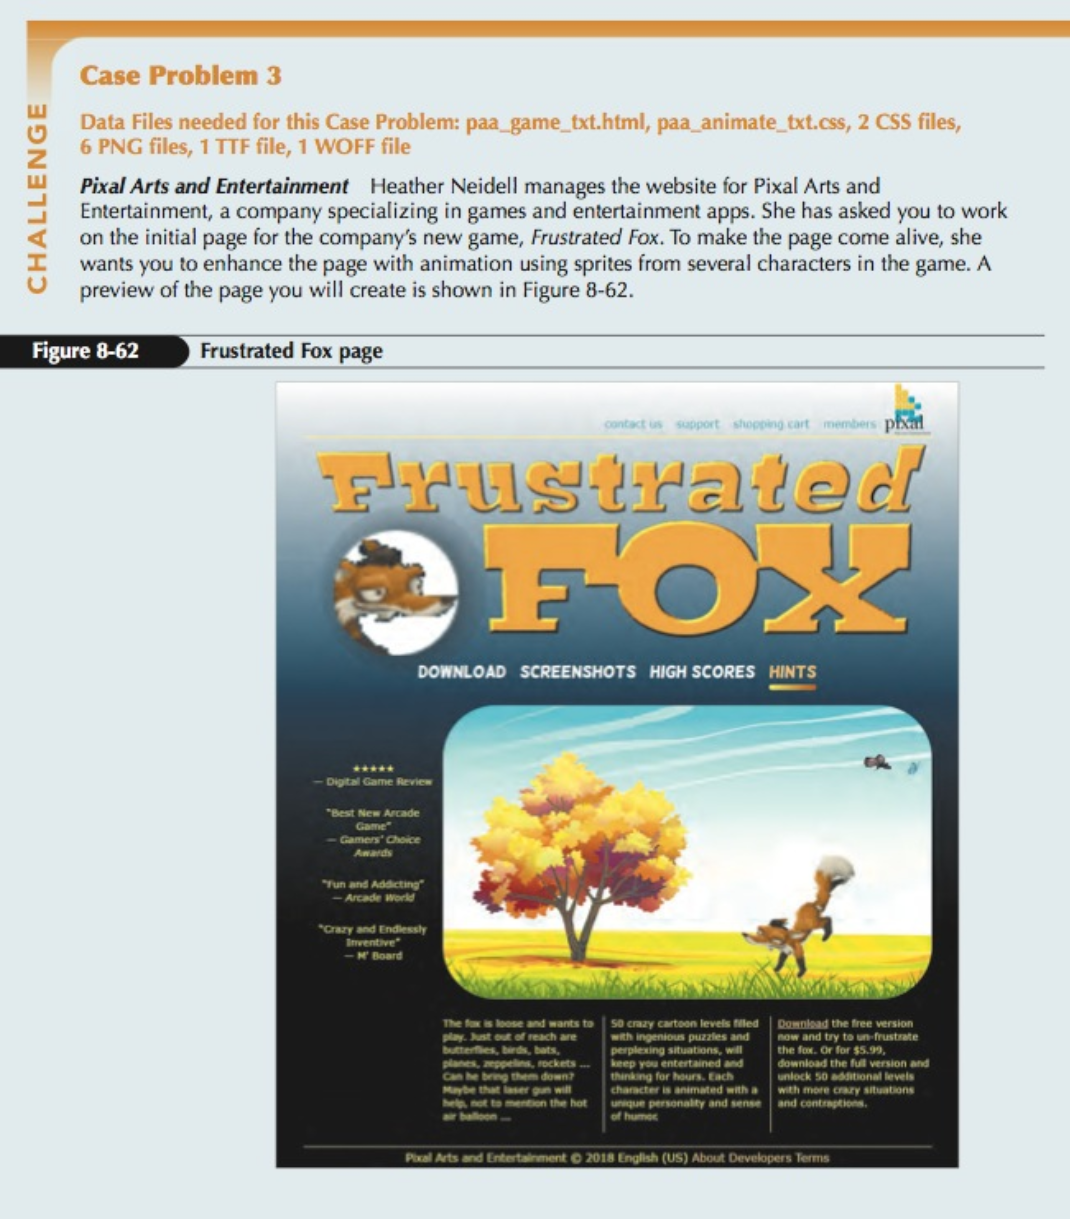 CHALLENGE
Case Problem 3
Data Files needed for this Case Problem: paa_game_txt.html, paa_animate_txt.css, 2 CSS files,
6 PNG files, 1 TTF file, 1 WOFF file
Pixal Arts and Entertainment Heather Neidell manages the website for Pixal Arts and
Entertainment, a company specializing in games and entertainment apps. She has asked you to work
on the initial page for the company's new game, Frustrated Fox. To make the page come alive, she
wants you to enhance the page with animation using sprites from several characters in the game. A
preview of the page you will create is shown in Figure 8-62.
Figure 8-62 Frustrated Fox page
contact us support shopping cart members pixal
Frustrated
FOX
DOWNLOAD SCREENSHOTS HIGH SCORES HINTS
★★★★★
— Digital Game Review
"Best New Arcade
Game"
— Gamers' Choice
Awards
"Fun and Addicting"
— Arcade World
"Crazy and Endlessly
Inventive"
— M' Board
The fox is loose and wants to
play. Just out of reach are
butterflies, birds, bats,
planes, zeppelins, rockets ...
Can he bring them down?
Maybe that laser gun will
help, not to mention the hot
air balloon ...
50 crazy cartoon levels filled
with ingenious puzzles and
perplexing situations, will
keep you entertained and
thinking for hours. Each
character is animated with a
unique personality and sense
of humor.
Download the free version
now and try to un-frustrate
the fox. Or for $5.99,
download the full version and
unlock 50 additional levels
with more crazy situations
and contraptions.
Pixal Arts and Entertainment © 2018 English (US) About Developers Terms